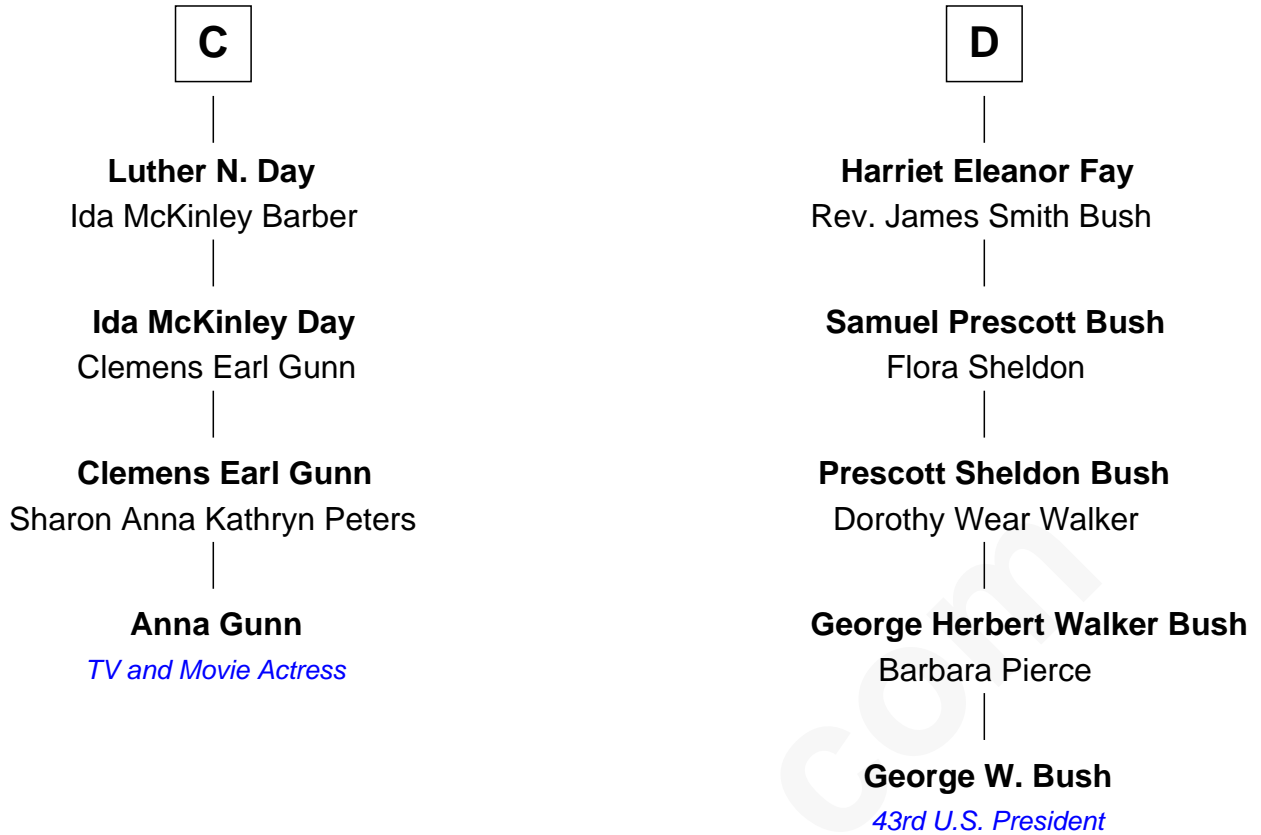 C
Luther N. Day
Ida McKinley Barber
Ida McKinley Day
Clemens Earl Gunn
Clemens Earl Gunn
Sharon Anna Kathryn Peters
Anna Gunn
TV and Movie Actress
D
Harriet Eleanor Fay
Rev. James Smith Bush
Samuel Prescott Bush
Flora Sheldon
Prescott Sheldon Bush
Dorothy Wear Walker
George Herbert Walker Bush
Barbara Pierce
George W. Bush
43rd U.S. President
com